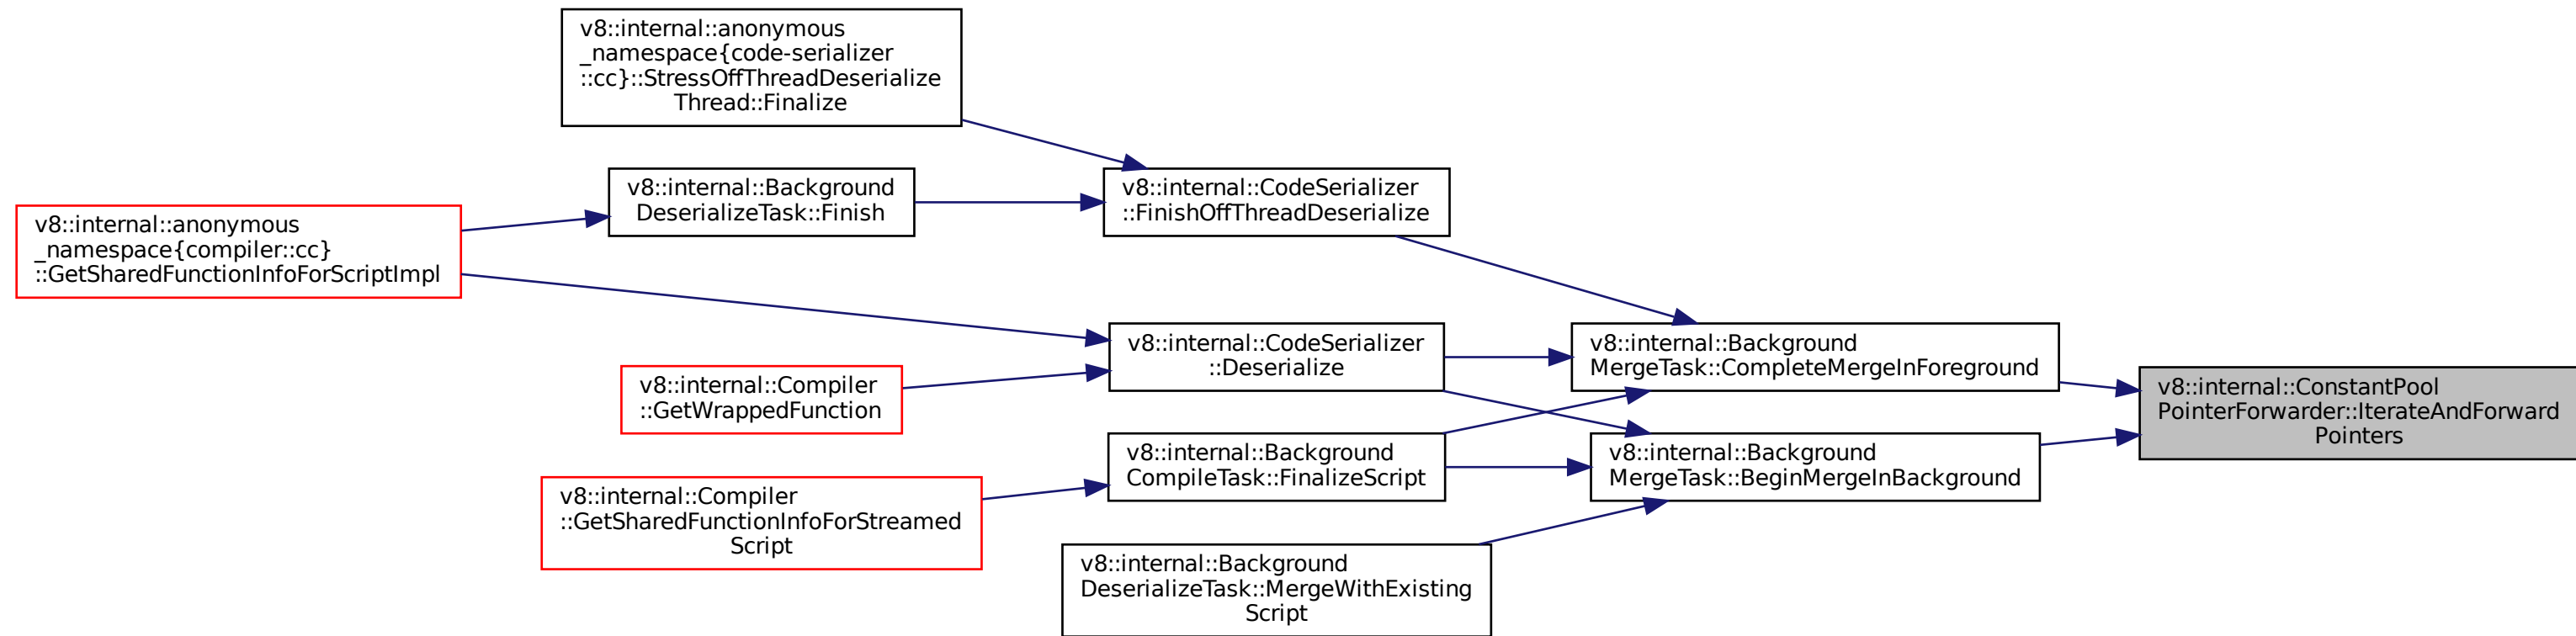 v8::internal::anonymous
_namespace{code-serializer
::cc}::StressOffThreadDeserialize
Thread::Finalize
v8::internal::Background
DeserializeTask::Finish
v8::internal::CodeSerializer
::FinishOffThreadDeserialize
v8::internal::anonymous
_namespace{compiler::cc}
::GetSharedFunctionInfoForScriptImpl
v8::internal::CodeSerializer
::Deserialize
v8::internal::Background
MergeTask::CompleteMergeInForeground
v8::internal::Compiler
::GetWrappedFunction
v8::internal::ConstantPool
PointerForwarder::IterateAndForward
Pointers
v8::internal::Background
CompileTask::FinalizeScript
v8::internal::Background
MergeTask::BeginMergeInBackground
v8::internal::Compiler
::GetSharedFunctionInfoForStreamed
Script
v8::internal::Background
DeserializeTask::MergeWithExisting
Script